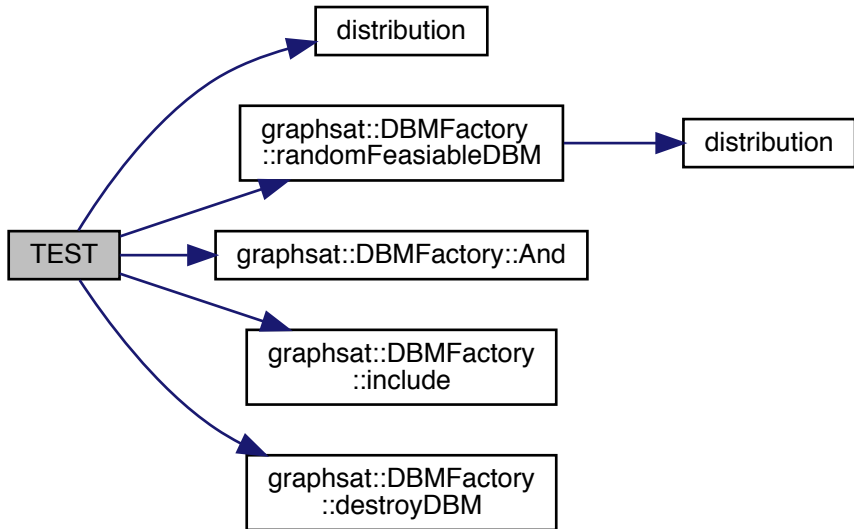 distribution
graphsat::DBMFactory
::randomFeasiableDBM
distribution
TEST
graphsat::DBMFactory::And
graphsat::DBMFactory
::include
graphsat::DBMFactory
::destroyDBM